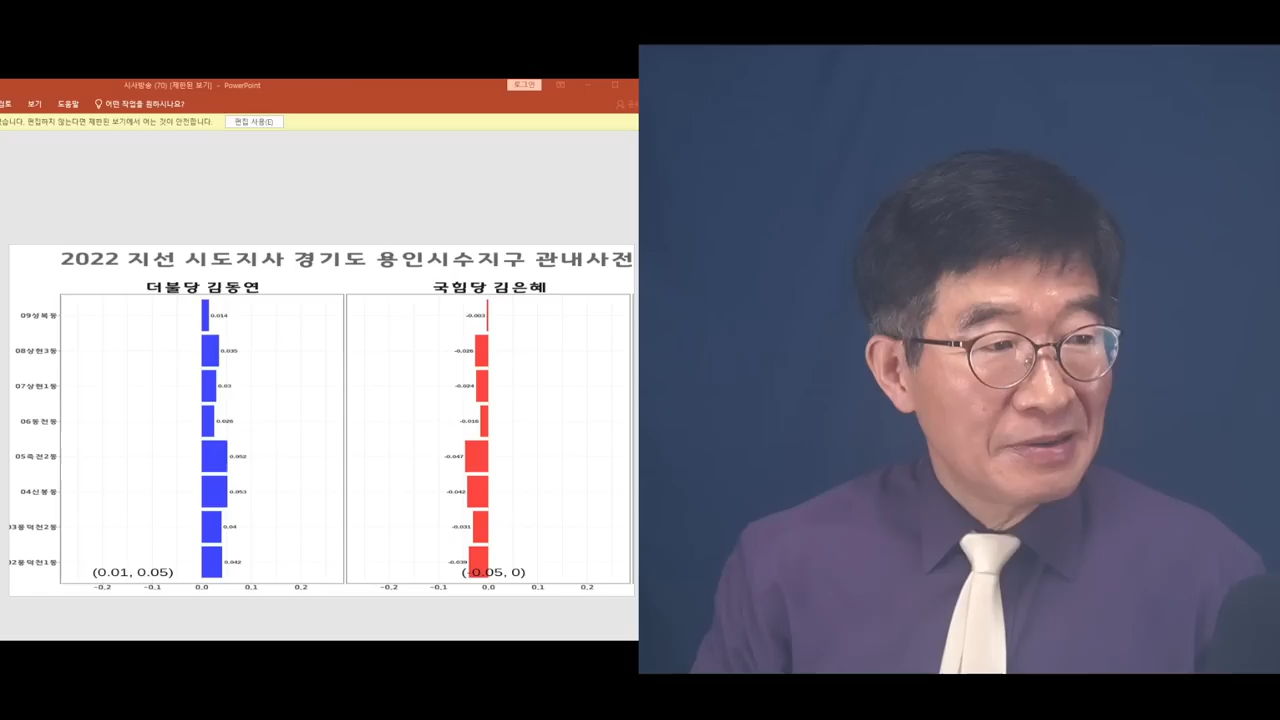 시사방송 (70) [제한된 보기] - PowerPoint
로그인
검토 보기 도움말 어떤 작업을 원하시나요?
있습니다. 편집하지 않는다면 제한된 보기에서 여는 것이 안전합니다. 편집 사용(E)
2022 지선 시도지사 경기도 용인시수지구 관내사전
더불당 김동연 국힘당 김은혜
09성복동 0.014 -0.003
08상현3동 0.035 -0.026
07상현1동 0.03 -0.024
06동천동 0.026 -0.016
05죽전2동 0.052 -0.047
04신봉동 0.053 -0.042
03풍덕천2동 0.04 -0.031
02풍덕천1동 0.042 -0.039
(0.01, 0.05) (-0.05, 0)
-0.2 -0.1 0.0 0.1 0.2 -0.2 -0.1 0.0 0.1 0.2